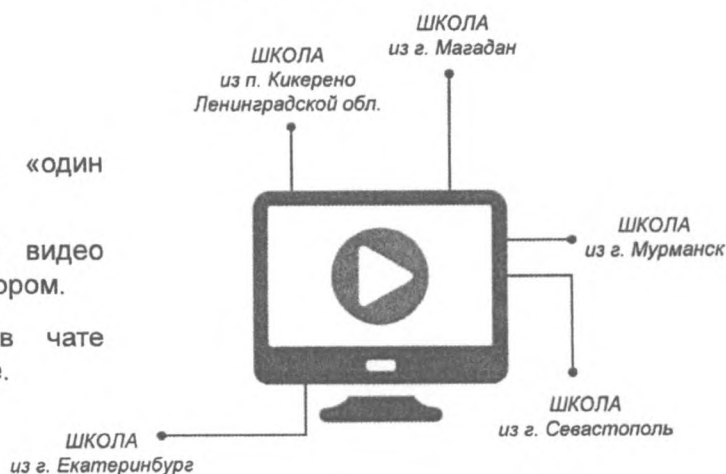 ШКОЛА
из г. Магадан
ШКОЛА
из п. Кикерено
Ленинградской обл.
«один
видео
ором.
в чате
ШКОЛА
из г. Мурманск
ШКОЛА
из г. Севастополь
ШКОЛА
из г. Екатеринбург